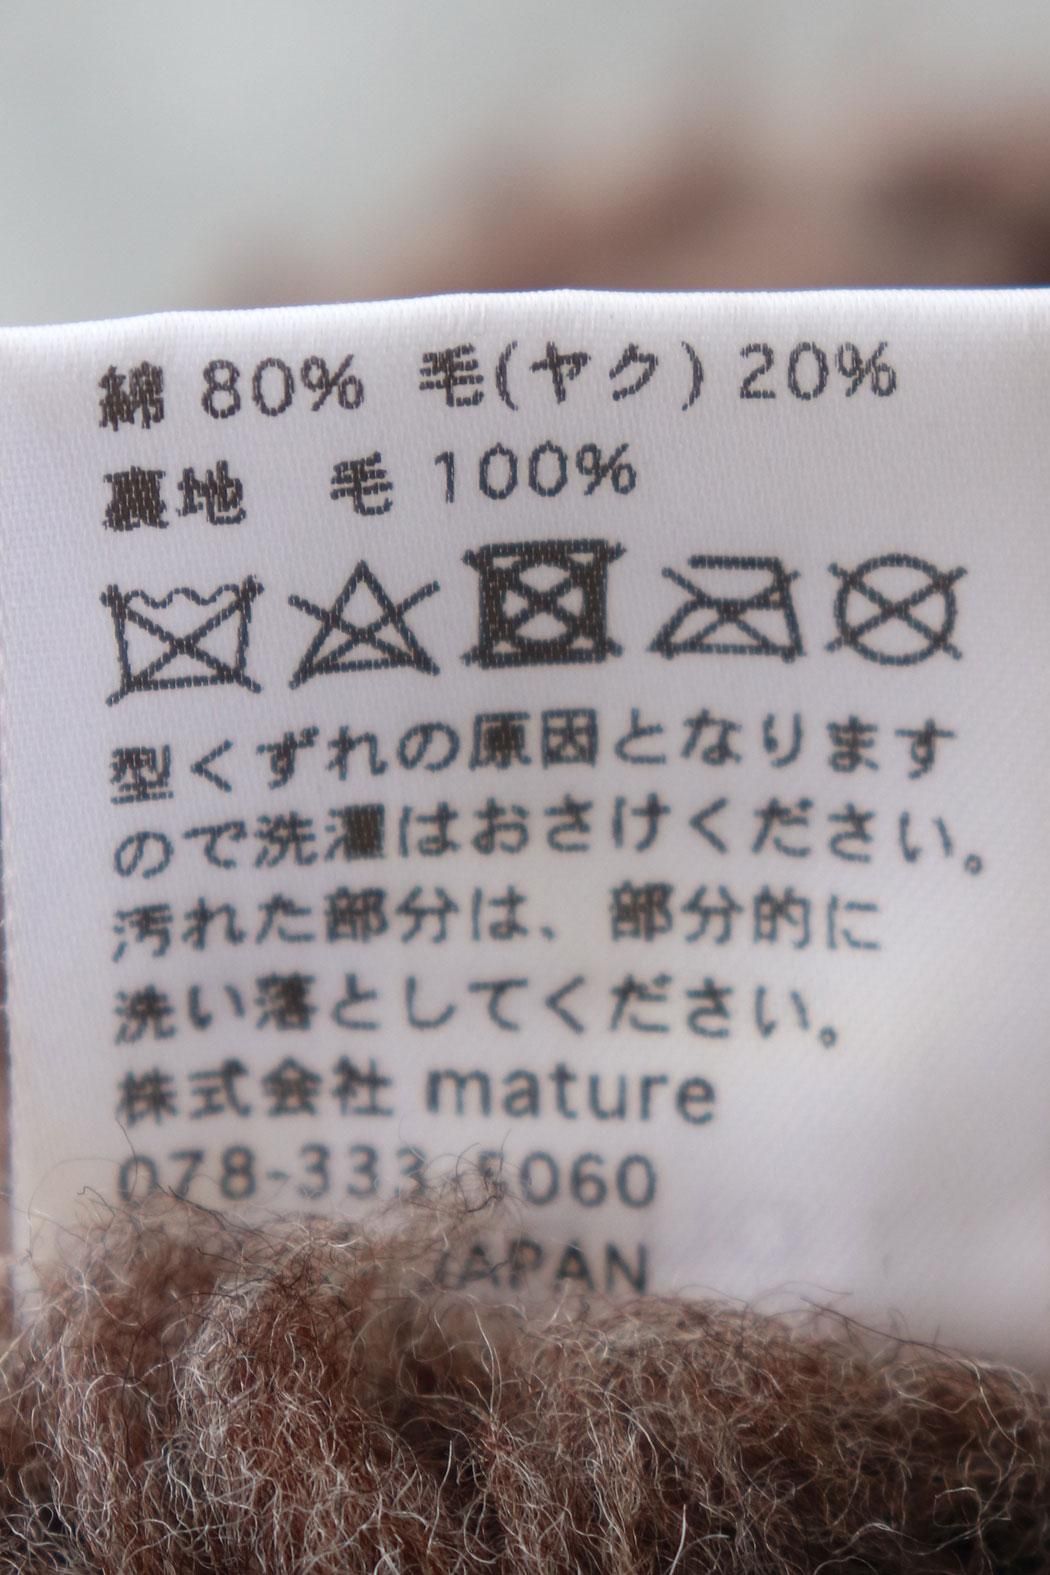 綿 80% 毛(ヤク) 20%
裏地 毛 100%
型くずれの原因となります
ので洗濯はおさけください。
汚れた部分は、部分的に
洗い落としてください。
株式会社 mature
078-333-5060
JAPAN